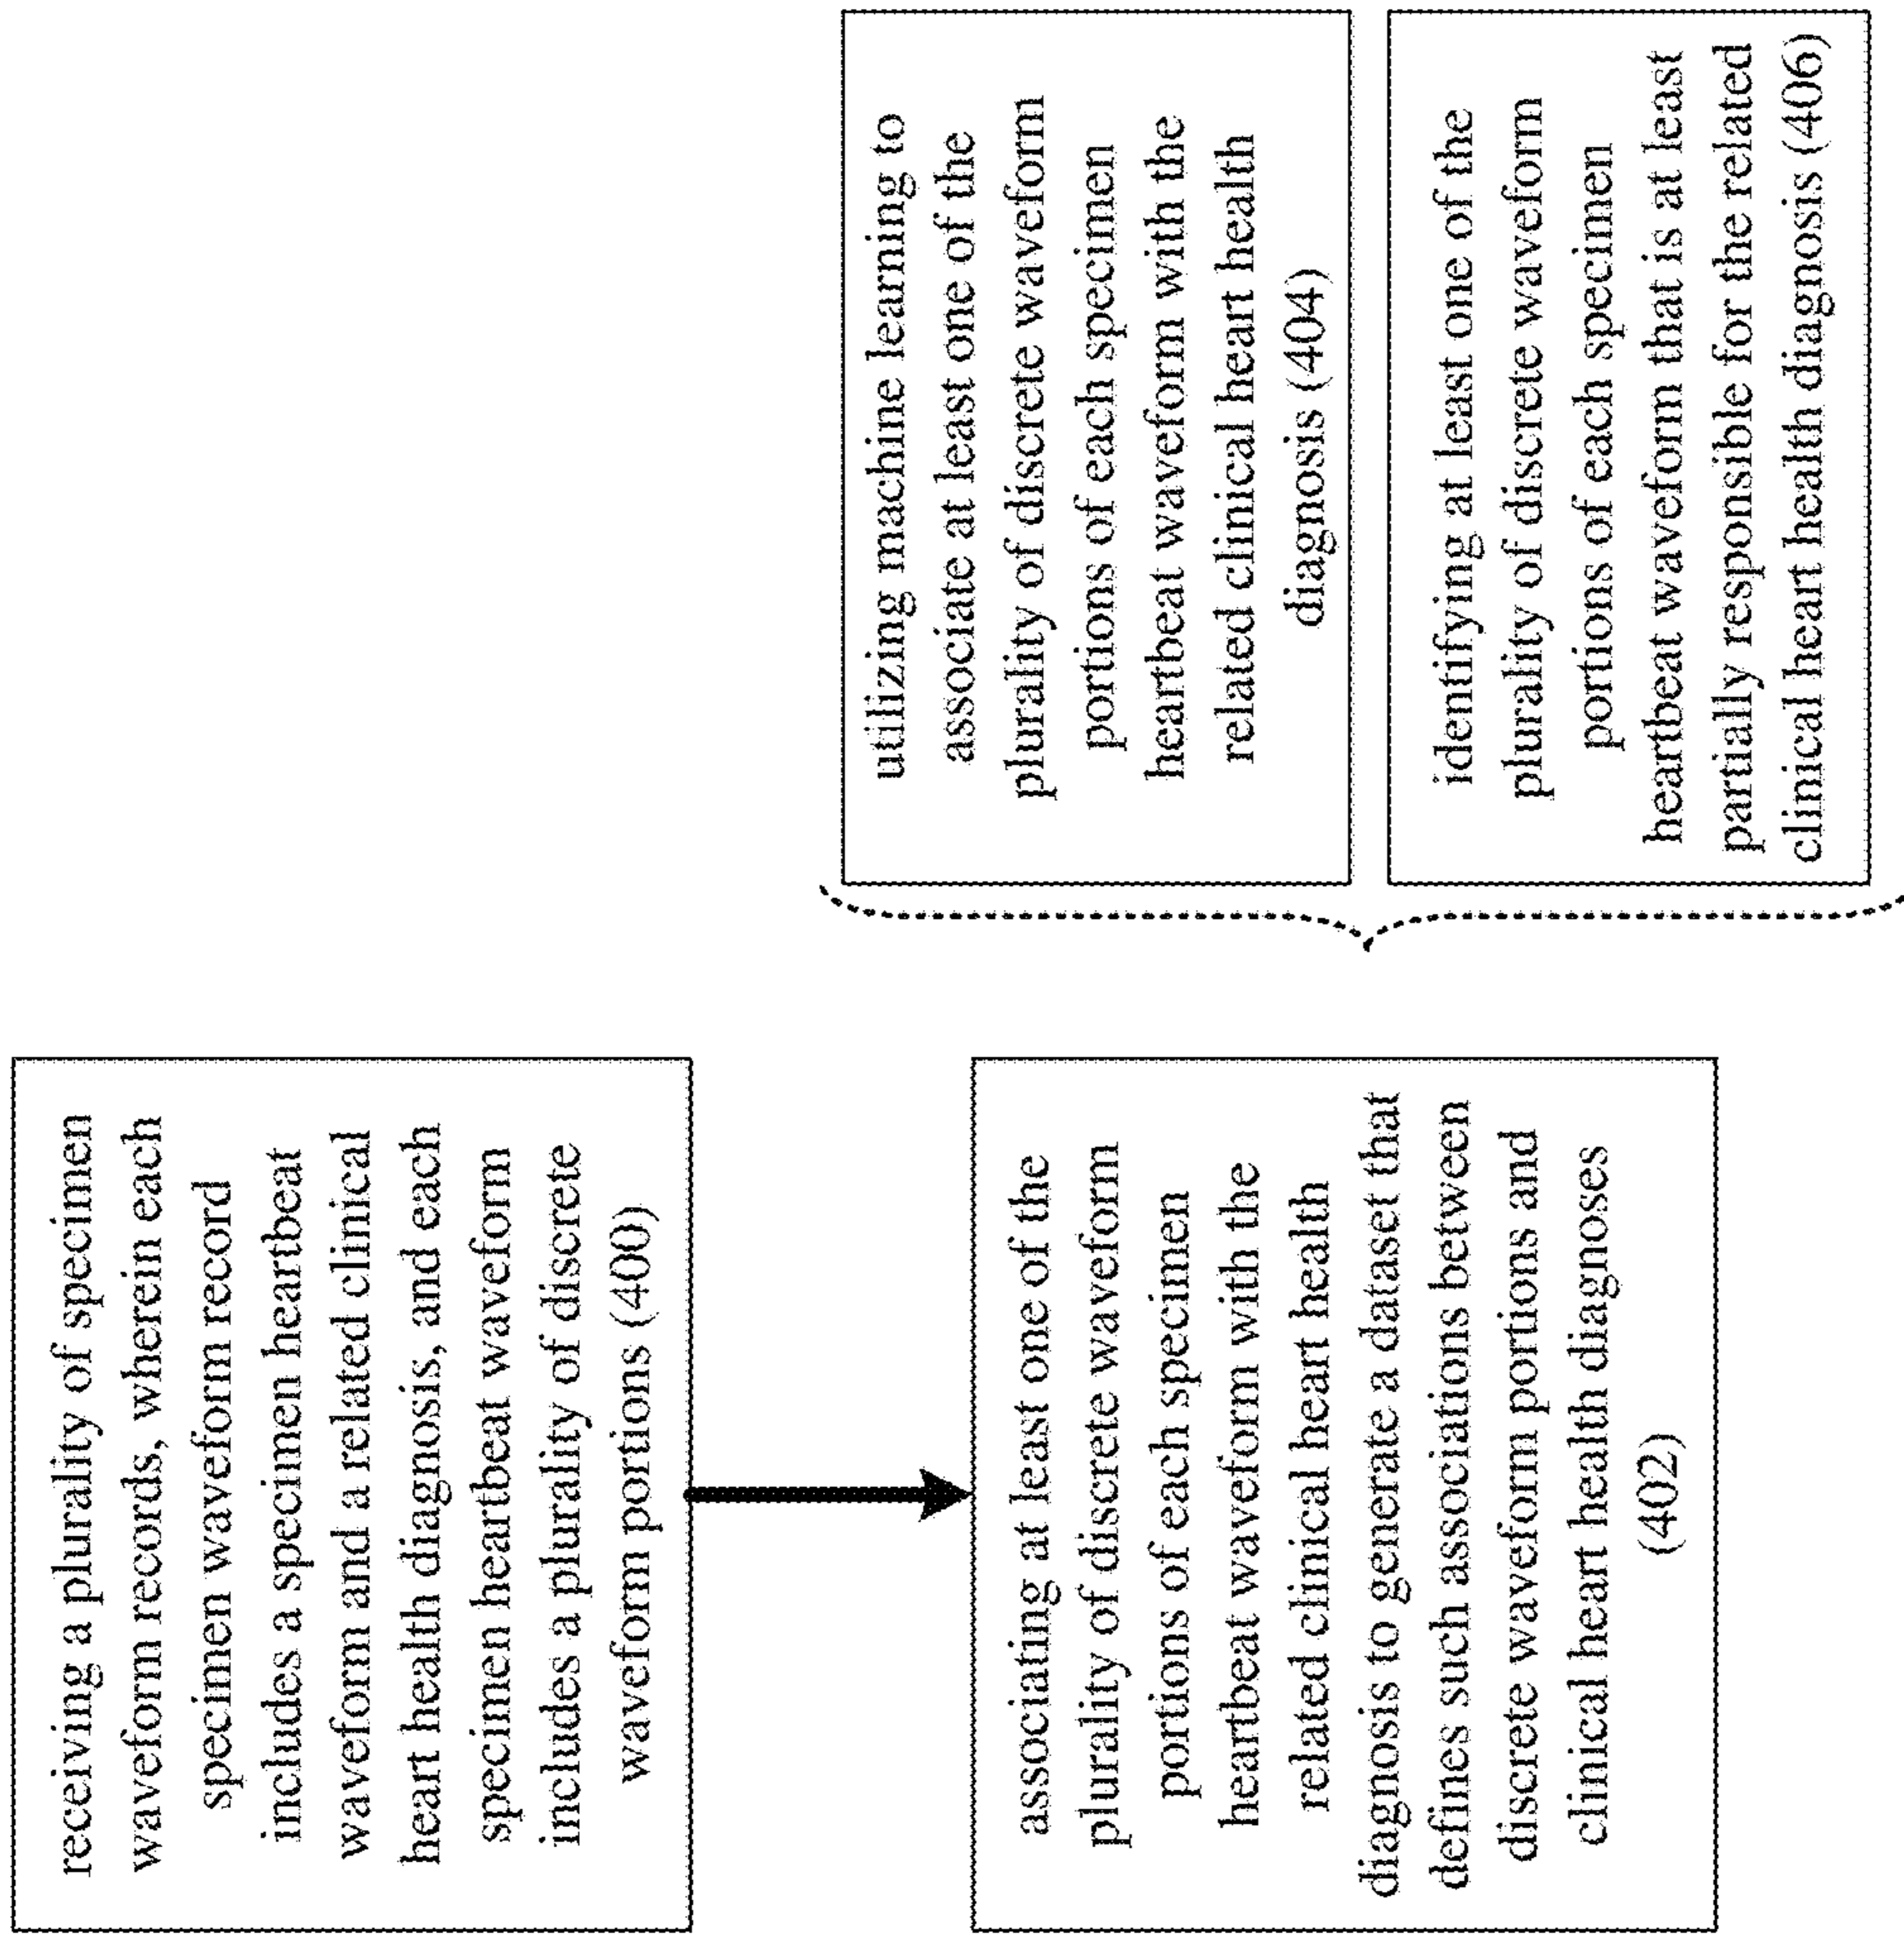 receiving a plurality of specimen
waveform records, wherein each
specimen waveform record
includes a specimen heartbeat
waveform and a related clinical
heart health diagnosis, and each
specimen heartbeat waveform
includes a plurality of discrete
waveform portions (400)
associating at least one of the
plurality of discrete waveform
portions of each specimen
heartbeat waveform with the
related clinical heart health
diagnosis to generate a dataset that
defines such associations between
discrete waveform portions and
clinical heart health diagnoses
(402)
utilizing machine learning to
associate at least one of the
plurality of discrete waveform
portions of each specimen
heartbeat waveform with the
related clinical heart health
diagnosis (404)
identifying at least one of the
plurality of discrete waveform
portions of each specimen
heartbeat waveform that is at least
partially responsible for the related
clinical heart health diagnosis (406)